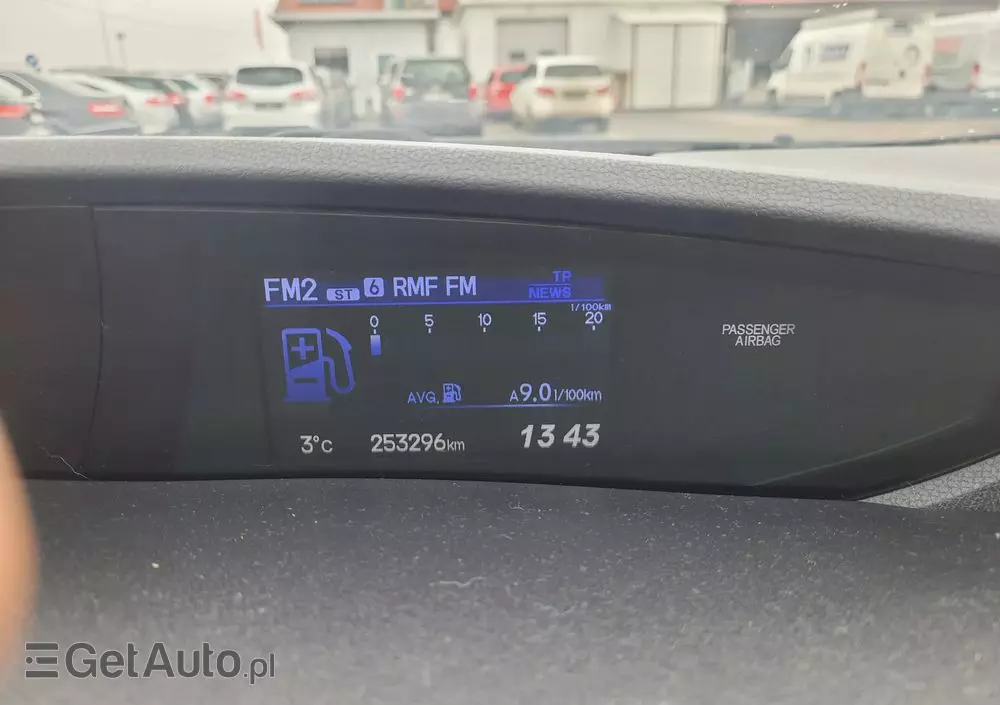 FM2 ST 6 RMF FM TP
NEWS
l/100km
0 5 10 15 20
AVG. A9.0 l/100km
3°C 253296km 13 43
PASSENGER
AIRBAG
GetAuto.pl